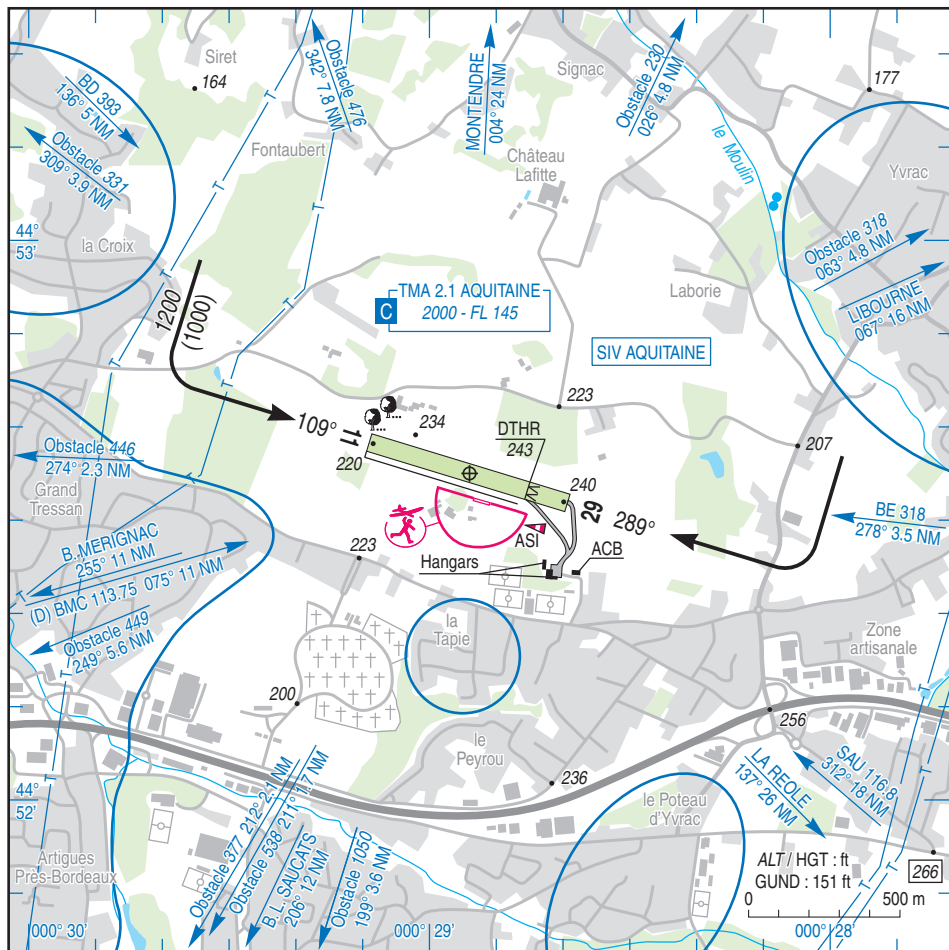 Siret
164
BD 393
136° 5 NM
Obstacle 331
309° 3.9 NM
Obstacle 476
342° 7.8 NM
MONTENDRE
004° 24 NM
Signac
Obstacle 230
026° 4.8 NM
177
Fontaubert
Château
Lafitte
le Moulin
Yvrac
44°
53'
la Croix
Obstacle 318
063° 4.8 NM
LIBOURNE
067° 16 NM
Laborie
1200
(1000)
C
TMA 2.1 AQUITAINE
2000 - FL 145
SIV AQUITAINE
T
T
T
T
109°
11
234
220
223
DTHR
243
240
29
289°
207
Obstacle 446
274° 2.3 NM
Grand
Tressan
BE 318
278° 3.5 NM
B. MERIGNAC
255° 11 NM
(D) BMC 113.75 075° 11 NM
Obstacle 449
249° 5.6 NM
ASI
ACB
Hangars
223
la
Tapie
Zone
artisanale
200
256
le
Peyrou
236
SAU 116.8
312° 18 NM
LA REOLE
137° 26 NM
44°
52'
le Poteau
d'Yvrac
Artigues
Près-Bordeaux
Obstacle 377 212° 2.1 NM
Obstacle 538 211° 1.7 NM
B.L. SAUCATS
206° 12 NM
Obstacle 1050
199° 3.6 NM
ALT / HGT : ft
GUND : 151 ft
266
0
500 m
000° 30'
000° 29'
000° 28'